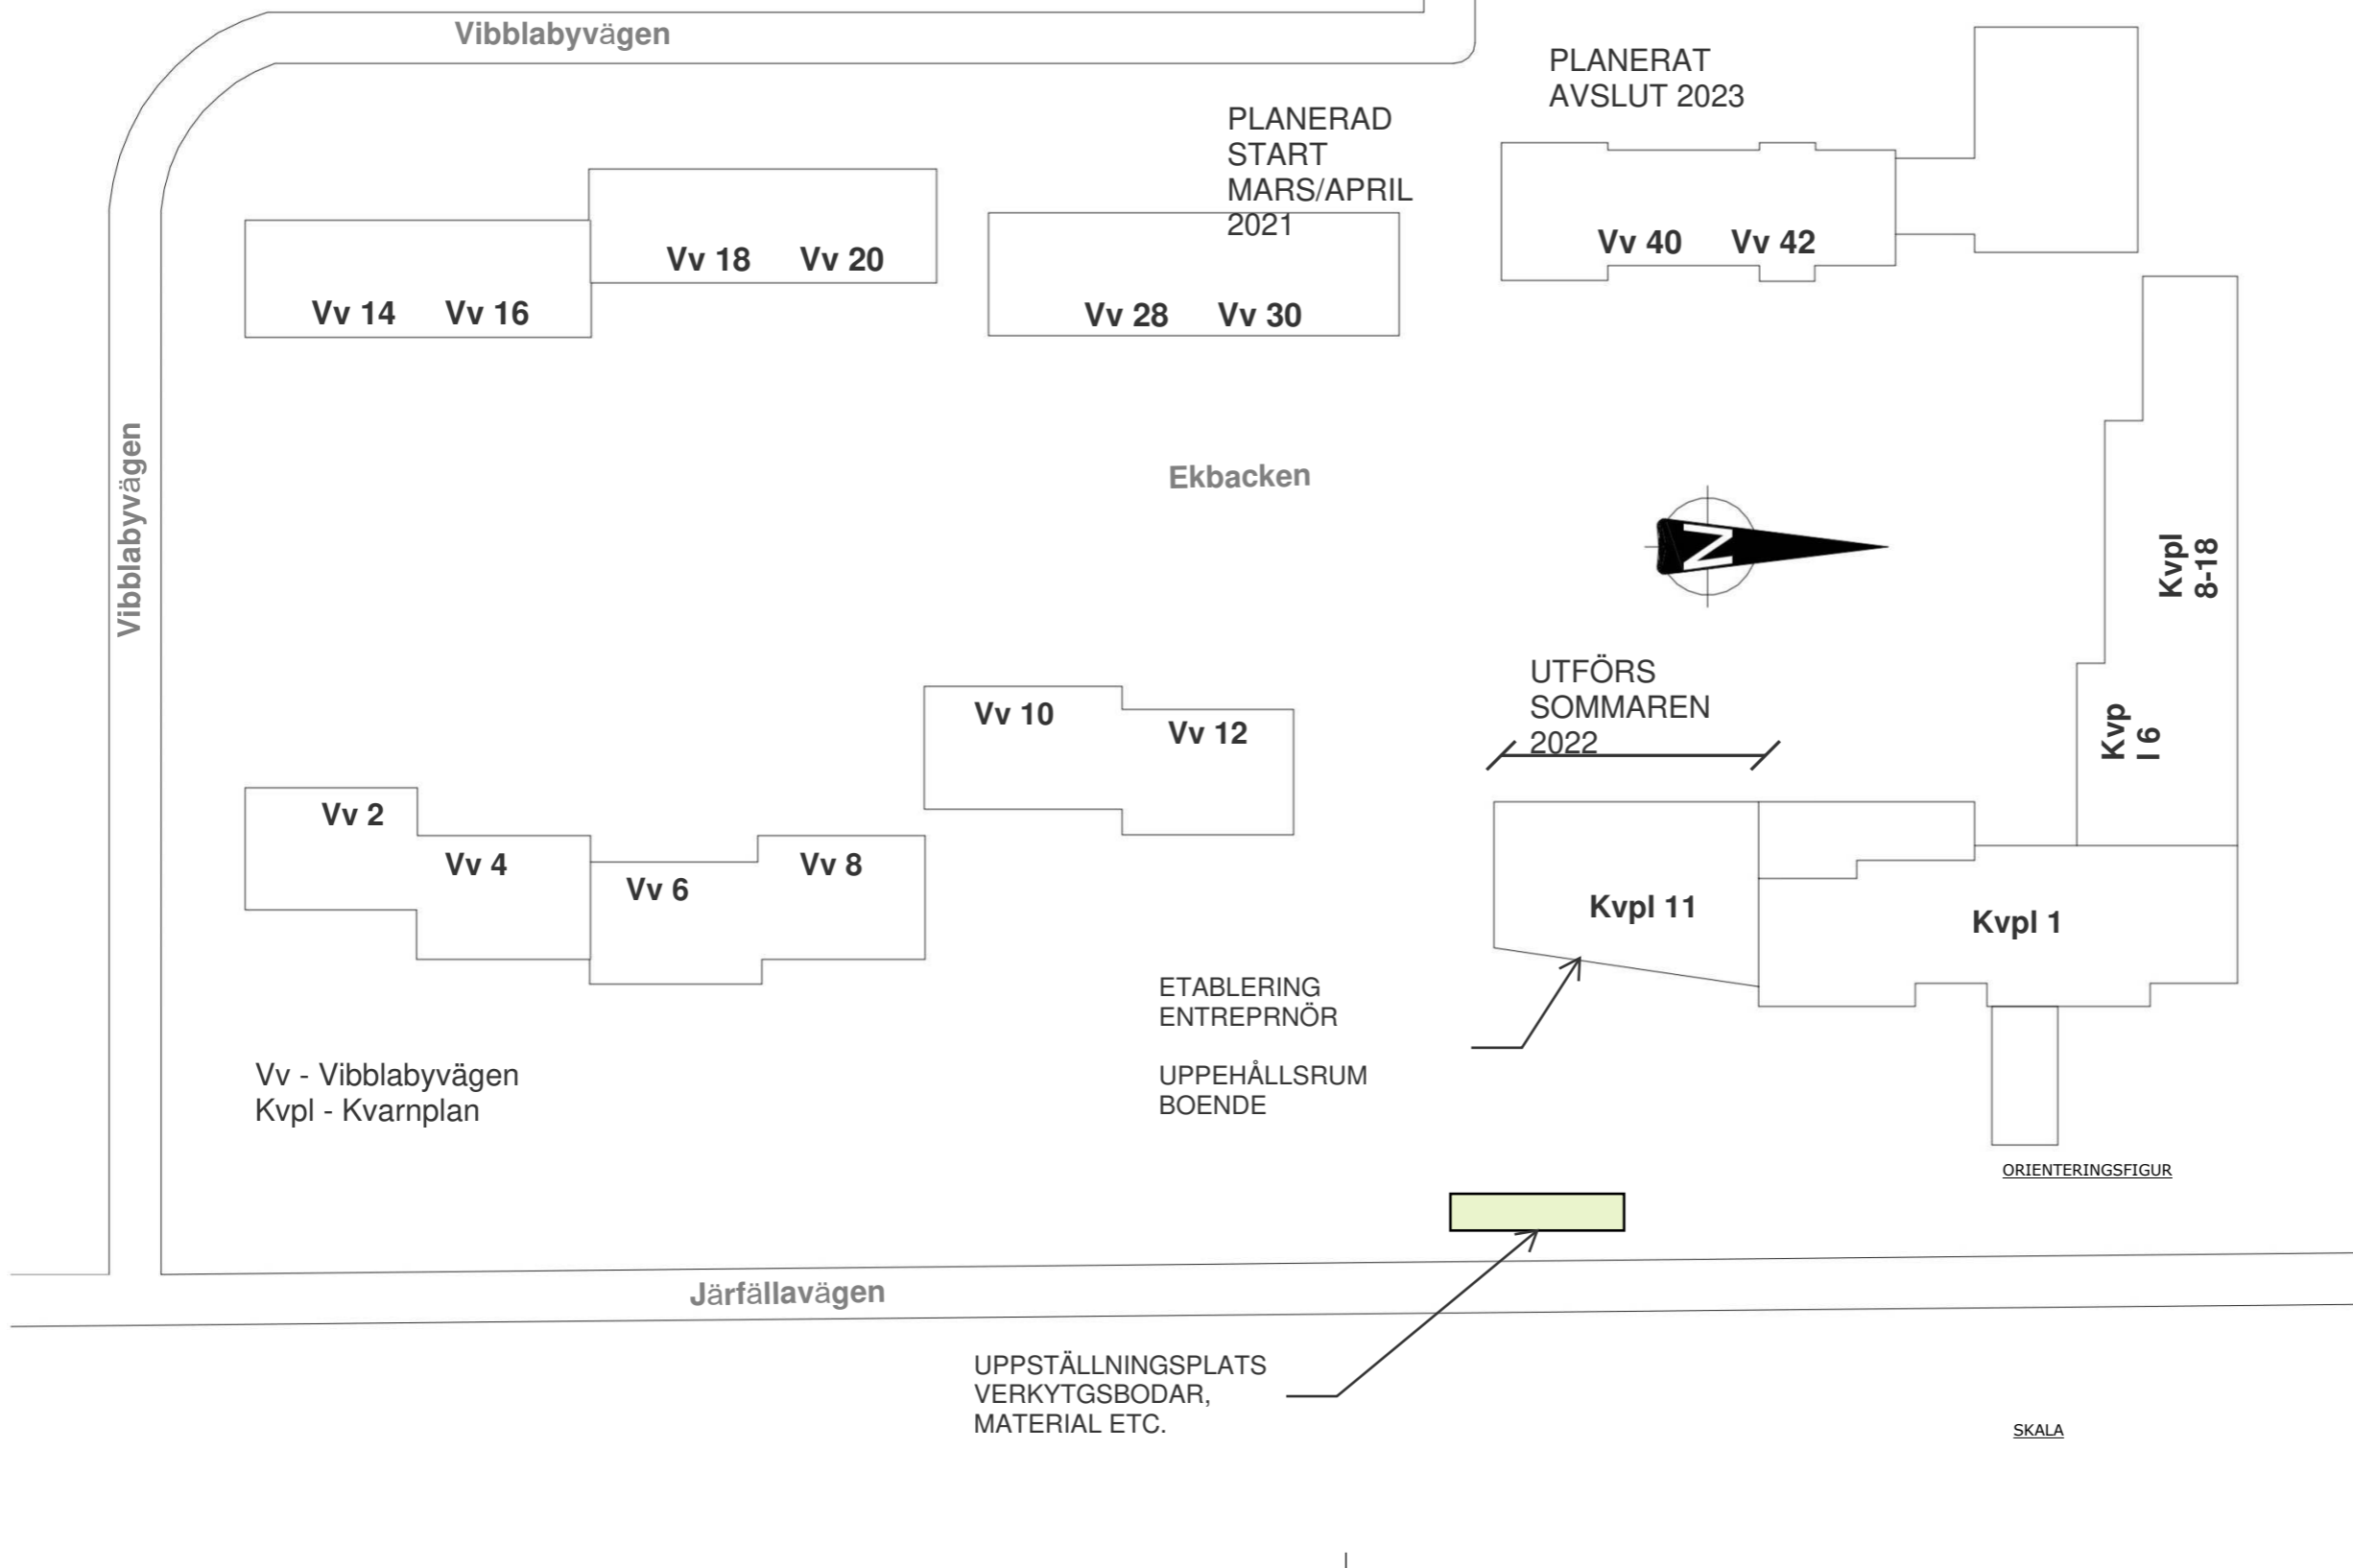 Vibblabyvägen
PLANERAT
AVSLUT 2023
PLANERAD
START
MARS/APRIL
2021
Vv 18 Vv 20
Vv 40 Vv 42
Vv 14 Vv 16
Vv 28 Vv 30
Vibblabyvägen
Ekbacken
N
Kvpl
8-18
UTFÖRS
SOMMAREN
2022
Kvp
l 6
Vv 10
Vv 12
Vv 2
Vv 4
Vv 6
Vv 8
Kvpl 11
Kvpl 1
ETABLERING
ENTREPRNÖR
UPPEHÅLLSRUM
BOENDE
Vv - Vibblabyvägen
Kvpl - Kvarnplan
ORIENTERINGSFIGUR
Järfällavägen
UPPSTÄLLNINGSPLATS
VERKYTGSBODAR,
MATERIAL ETC.
SKALA